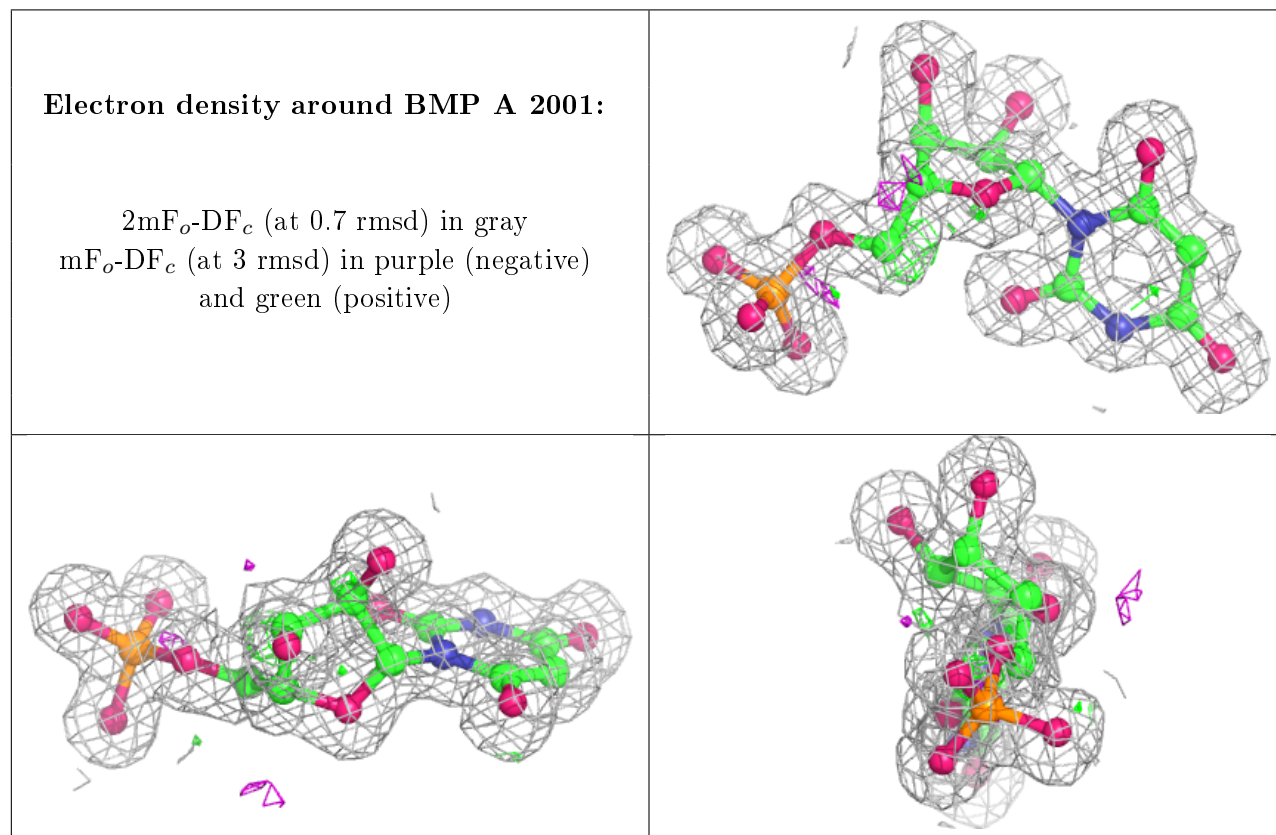 Electron density around BMP A 2001:
2mFₒ-DF𝒸 (at 0.7 rmsd) in gray
mFₒ-DF𝒸 (at 3 rmsd) in purple (negative)
and green (positive)